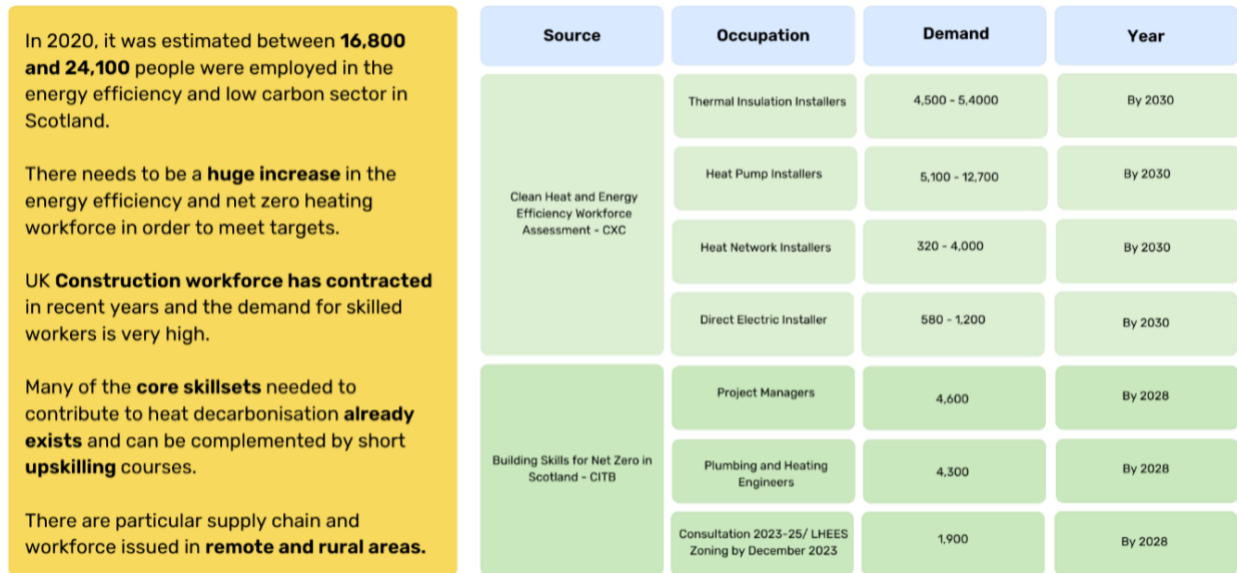 In 2020, it was estimated between 16,800
and 24,100 people were employed in the
energy efficiency and low carbon sector in
Scotland.
There needs to be a huge increase in the
energy efficiency and net zero heating
workforce in order to meet targets.
UK Construction workforce has contracted
in recent years and the demand for skilled
workers is very high.
Many of the core skillsets needed to
contribute to heat decarbonisation already
exists and can be complemented by short
upskilling courses.
There are particular supply chain and
workforce issued in remote and rural areas.
Source Occupation Demand Year
Clean Heat and Energy
Efficiency Workforce
Assessment - CXC
Thermal Insulation Installers 4,500 - 5,4000 By 2030
Heat Pump Installers 5,100 - 12,700 By 2030
Heat Network Installers 320 - 4,000 By 2030
Direct Electric Installer 580 - 1,200 By 2030
Building Skills for Net Zero in
Scotland - CITB
Project Managers 4,600 By 2028
Plumbing and Heating
Engineers 4,300 By 2028
Consultation 2023-25/ LHEES
Zoning by December 2023 1,900 By 2028